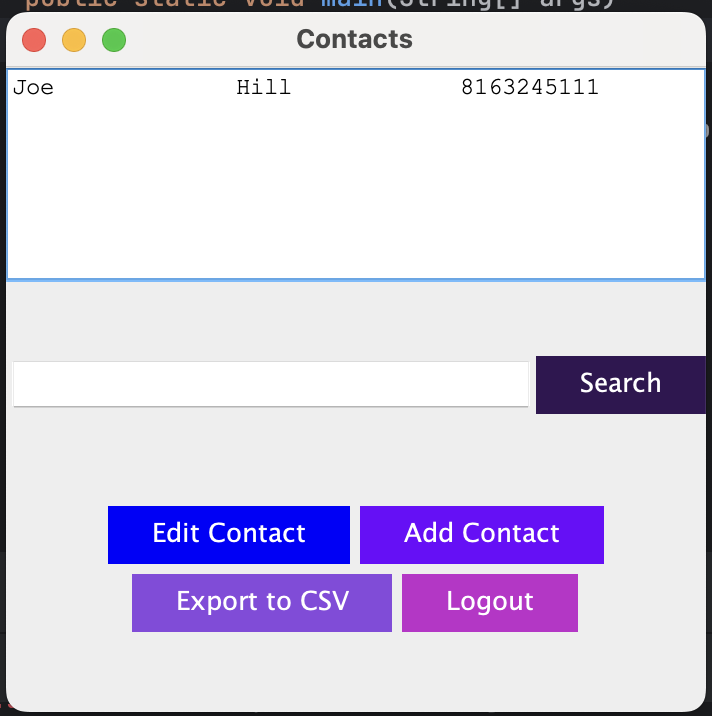 public static void main(String[] args)
Contacts
Joe Hill 8163245111
Search
Edit Contact Add Contact
Export to CSV Logout